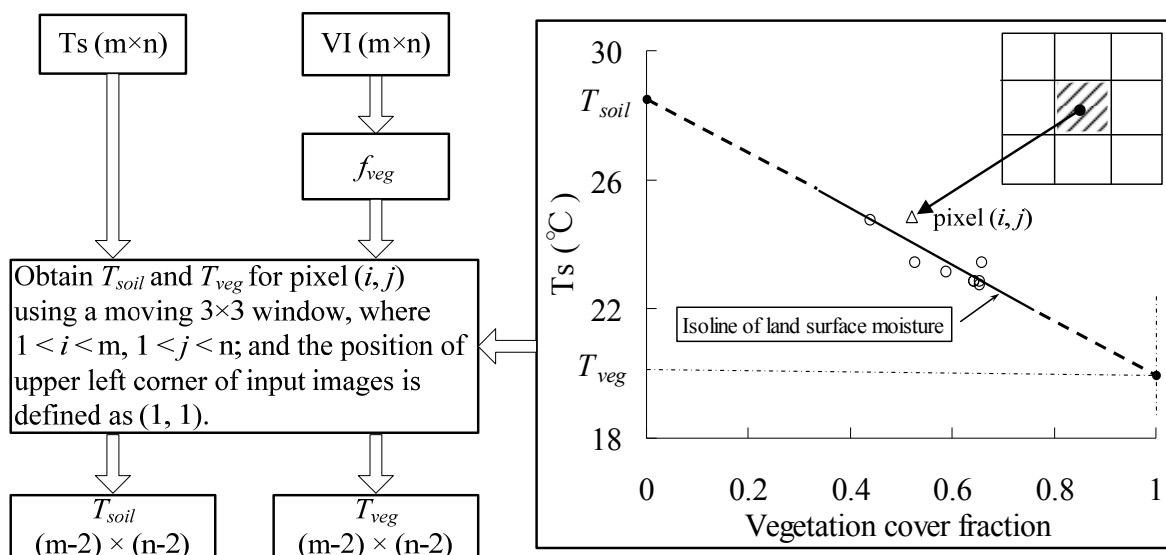 Ts (m×n)
VI (m×n)
fveg
Obtain Tsoil and Tveg for pixel (i, j)
using a moving 3×3 window, where
1 < i < m, 1 < j < n; and the position of
upper left corner of input images is
defined as (1, 1).
Tsoil
(m-2) × (n-2)
Tveg
(m-2) × (n-2)
30
Tsoil
26
Ts (℃)
22
Tveg
18
pixel (i, j)
Isoline of land surface moisture
0 0.2 0.4 0.6 0.8 1
Vegetation cover fraction